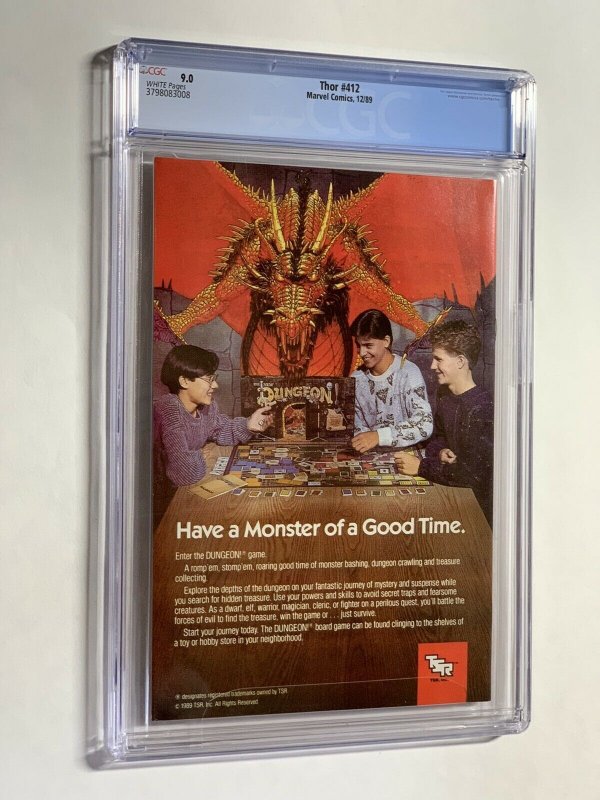 CGC
9.0
WHITE Pages
3798083008
Thor #412
Marvel Comics, 12/89
CGC
THE NEW
DUNGEON!
Have a Monster of a Good Time.
Enter the DUNGEON!® game.
A romp'em, stomp'em, roaring good time of monster bashing, dungeon crawling and treasure
collecting.
Explore the depths of the dungeon on your fantastic journey of mystery and suspense while
you search for hidden treasure. Use your powers and skills to avoid secret traps and fearsome
creatures. As a dwarf, elf, warrior, magician, cleric, or fighter on a perilous quest, you'll battle the
forces of evil to find the treasure, win the game or . . . just survive.
Start your journey today. The DUNGEON!® board game can be found clinging to the shelves of
a toy or hobby store in your neighborhood.
® designates registered trademarks owned by TSR
© 1989 TSR, Inc. All Rights Reserved.
TSR
TSR, Inc.